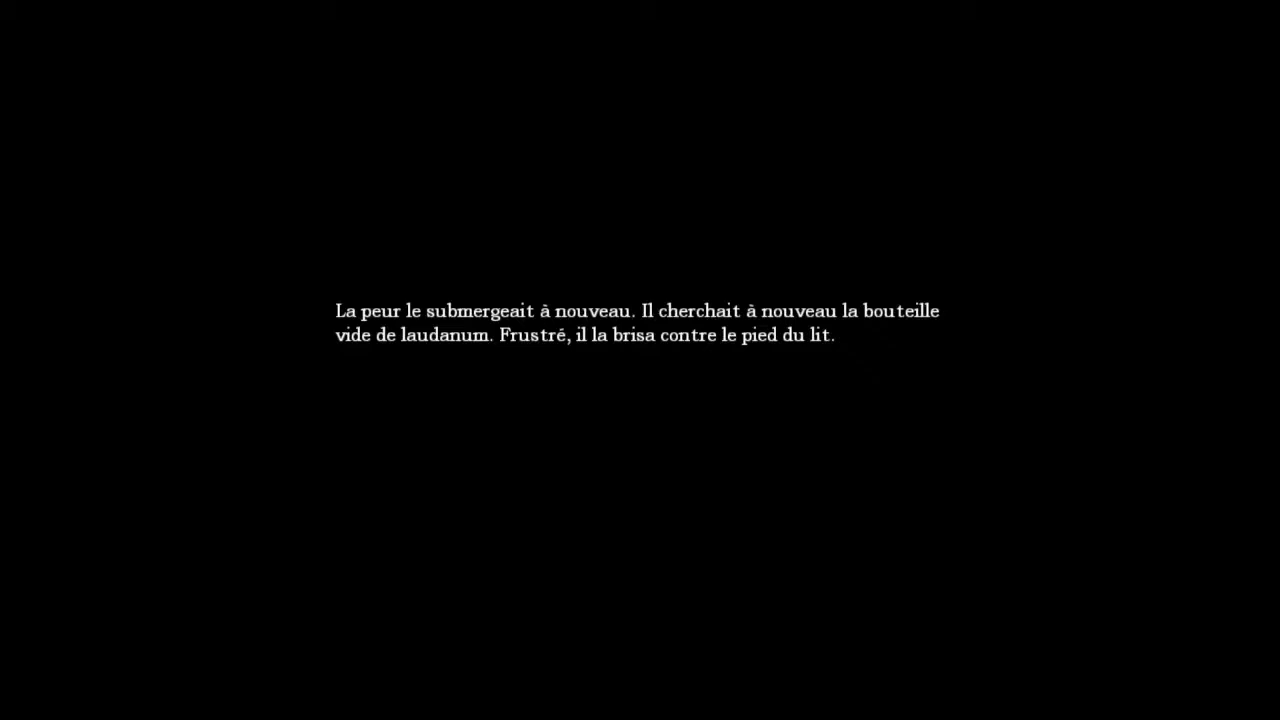 La peur le submergeait à nouveau. Il cherchait à nouveau la bouteille
vide de laudanum. Frustré, il la brisa contre le pied du lit.